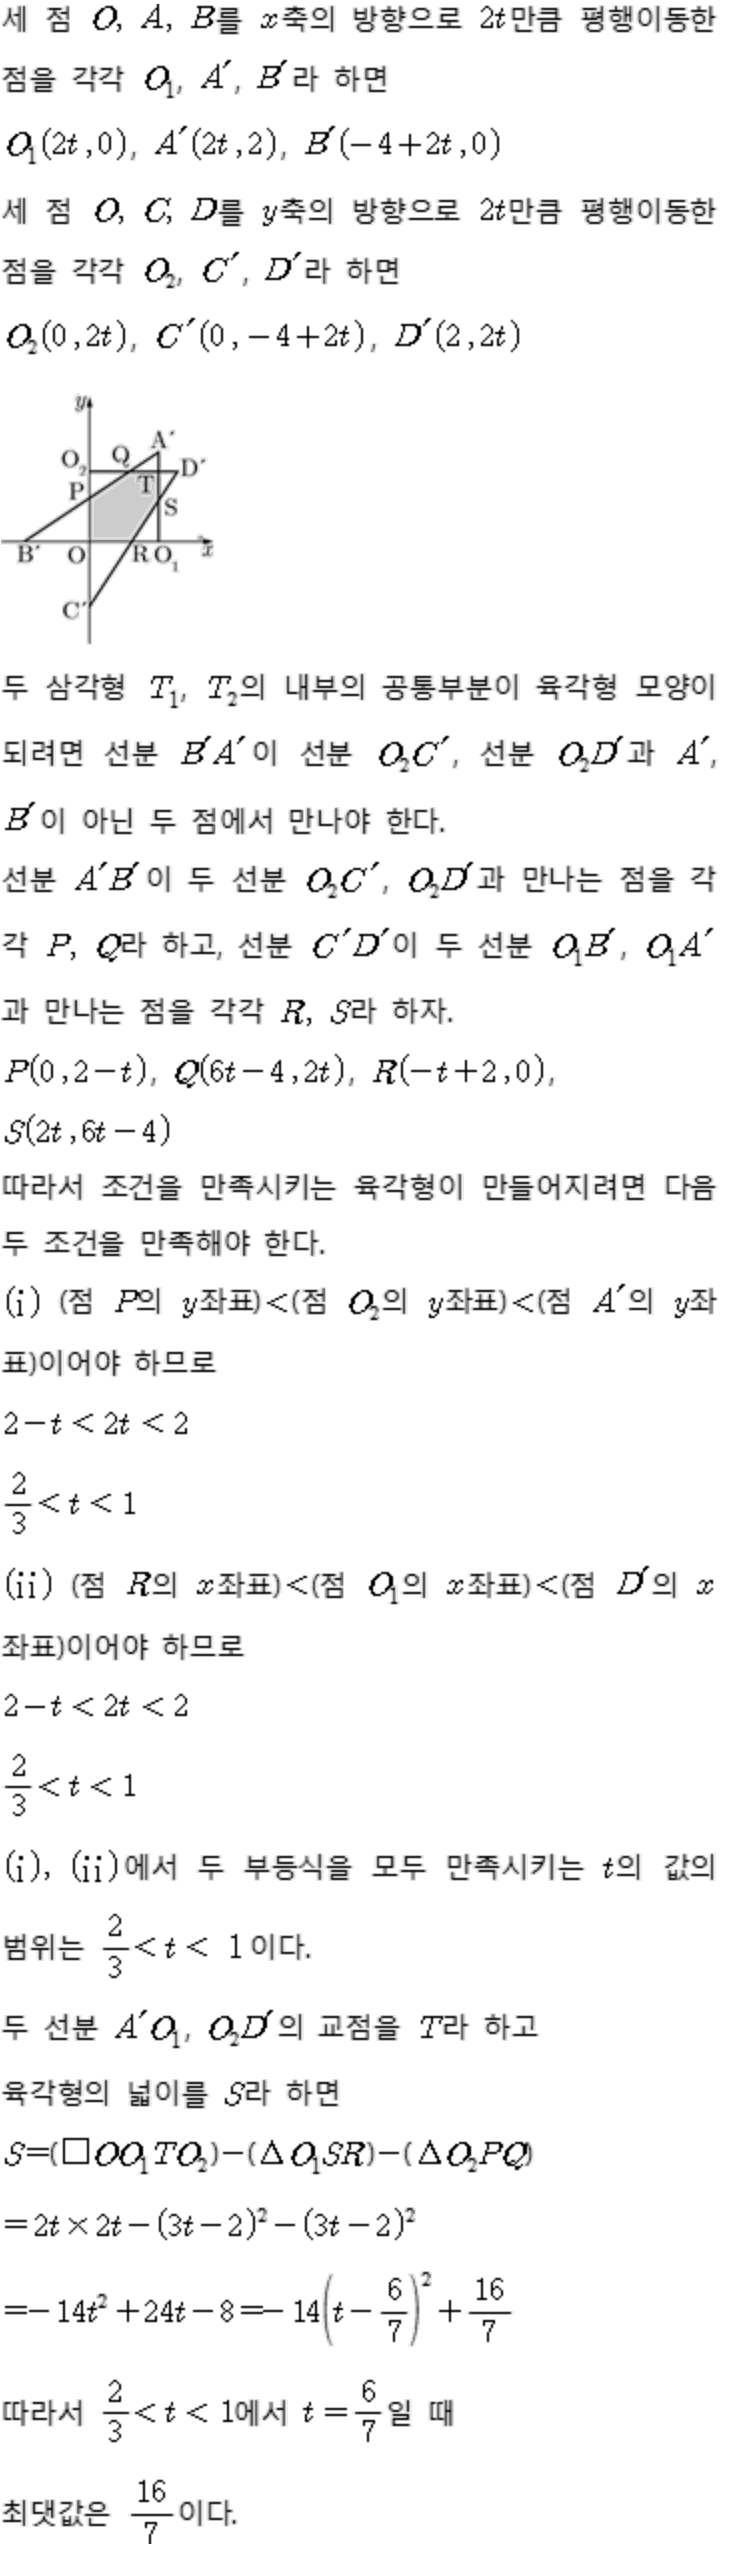 세 점 O, A, B를 x축의 방향으로 2t만큼 평행이동한
점을 각각 O₁, A′, B′라 하면
O₁(2t,0), A′(2t,2), B′(−4+2t,0)
세 점 O, C, D를 y축의 방향으로 2t만큼 평행이동한
점을 각각 O₂, C′, D′라 하면
O₂(0,2t), C′(0,−4+2t), D′(2,2t)
y
A′
O₂ Q D′
P T
S
B′ O R O₁ x
C′
두 삼각형 T₁, T₂의 내부의 공통부분이 육각형 모양이
되려면 선분 B′A′이 선분 O₂C′, 선분 O₂D′과 A′,
B′이 아닌 두 점에서 만나야 한다.
선분 A′B′이 두 선분 O₂C′, O₂D′과 만나는 점을 각
각 P, Q라 하고, 선분 C′D′이 두 선분 O₁B′, O₁A′
과 만나는 점을 각각 R, S라 하자.
P(0,2−t), Q(6t−4,2t), R(−t+2,0),
S(2t,6t−4)
따라서 조건을 만족시키는 육각형이 만들어지려면 다음
두 조건을 만족해야 한다.
(i) (점 P의 y좌표)<(점 O₂의 y좌표)<(점 A′의 y좌
표)이어야 하므로
2−t<2t<2
2/3<t<1
(ii) (점 R의 x좌표)<(점 O₁의 x좌표)<(점 D′의 x
좌표)이어야 하므로
2−t<2t<2
2/3<t<1
(i), (ii)에서 두 부등식을 모두 만족시키는 t의 값의
범위는 2/3<t< 1이다.
두 선분 A′O₁, O₂D′의 교점을 T라 하고
육각형의 넓이를 S라 하면
S=(□OO₁TO₂)−(△O₁SR)−(△O₂PQ)
=2t×2t−(3t−2)²−(3t−2)²
=−14t²+24t−8=−14(t−6/7)²+16/7
따라서 2/3<t<1에서 t=6/7일 때
최댓값은 16/7이다.